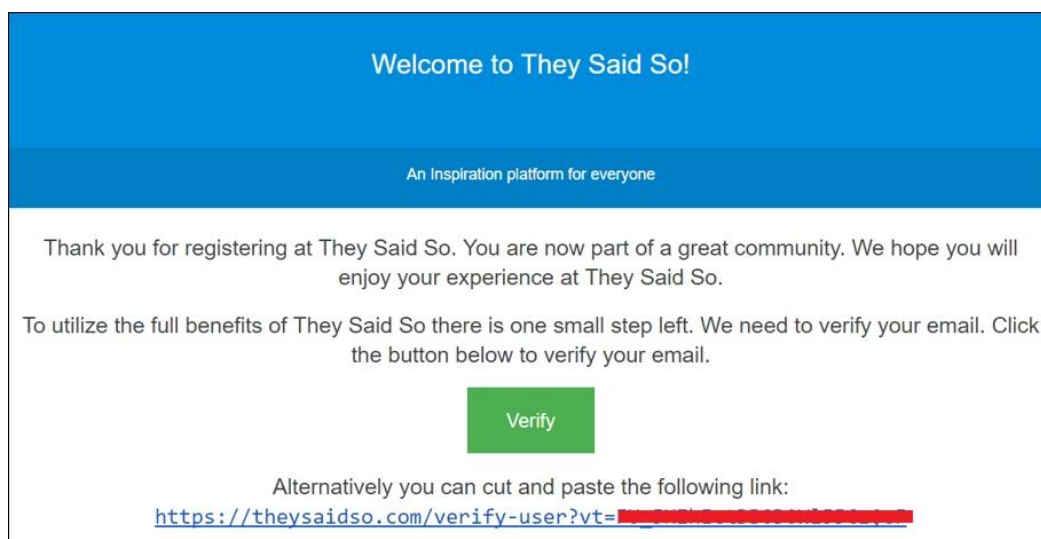 Welcome to They Said So!
An Inspiration platform for everyone
Thank you for registering at They Said So. You are now part of a great community. We hope you will
enjoy your experience at They Said So.
To utilize the full benefits of They Said So there is one small step left. We need to verify your email. Click
the button below to verify your email.
Verify
Alternatively you can cut and paste the following link:
https://theysaidso.com/verify-user?vt=